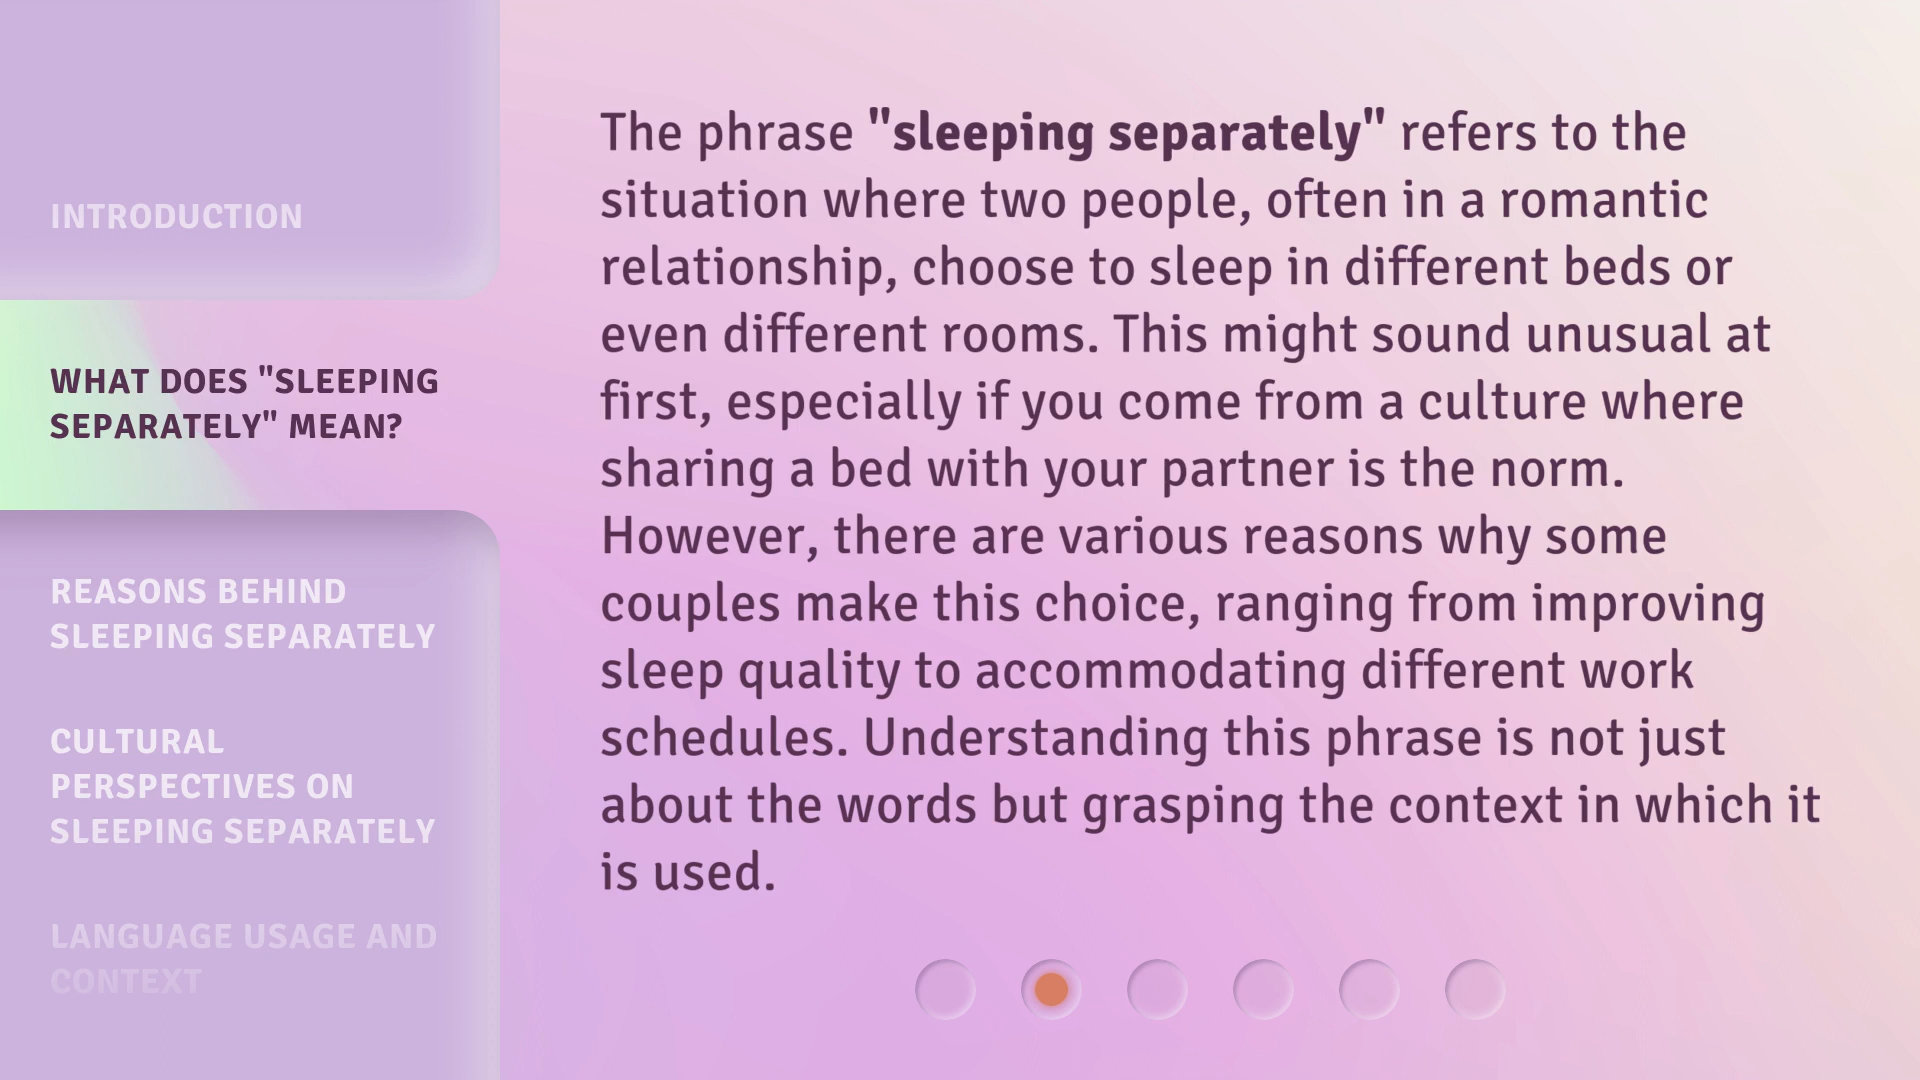 INTRODUCTION
WHAT DOES "SLEEPING
SEPARATELY" MEAN?
REASONS BEHIND
SLEEPING SEPARATELY
CULTURAL
PERSPECTIVES ON
SLEEPING SEPARATELY
LANGUAGE USAGE AND
CONTEXT
The phrase "sleeping separately" refers to the
situation where two people, often in a romantic
relationship, choose to sleep in different beds or
even different rooms. This might sound unusual at
first, especially if you come from a culture where
sharing a bed with your partner is the norm.
However, there are various reasons why some
couples make this choice, ranging from improving
sleep quality to accommodating different work
schedules. Understanding this phrase is not just
about the words but grasping the context in which it
is used.